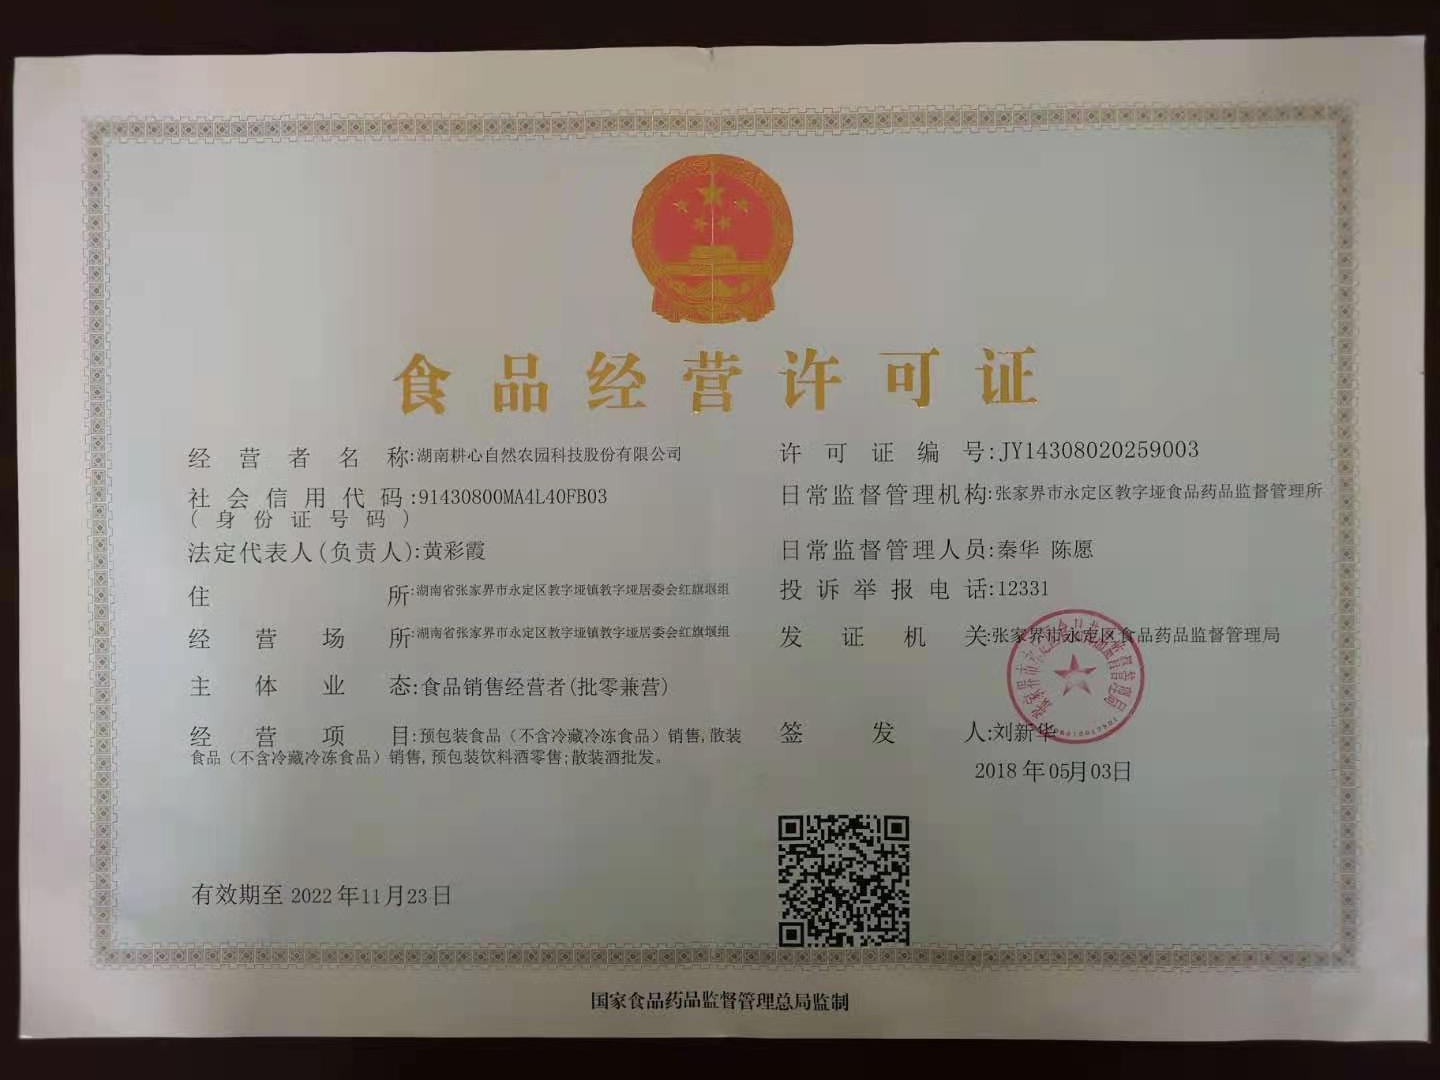 食品经营许可证
经营者名称:湖南耕心自然农园科技股份有限公司
社会信用代码:91430800MA4L40FB03
(身份证号码)
法定代表人(负责人):黄彩霞
住所:湖南省张家界市永定区教字垭镇教字垭居委会红旗堰组
经营场所:湖南省张家界市永定区教字垭镇教字垭居委会红旗堰组
主体业态:食品销售经营者(批零兼营)
经营项目:预包装食品（不含冷藏冷冻食品）销售,散装
食品（不含冷藏冷冻食品）销售,预包装饮料酒零售;散装酒批发。
有效期至 2022年11月23日
许可证编号:JY14308020259003
日常监督管理机构:张家界市永定区教字垭食品药品监督管理所
日常监督管理人员:秦华 陈愿
投诉举报电话:12331
发证机关:张家界市永定区食品药品监督管理局
签发人:刘新华
2018年05月03日
国家食品药品监督管理总局监制